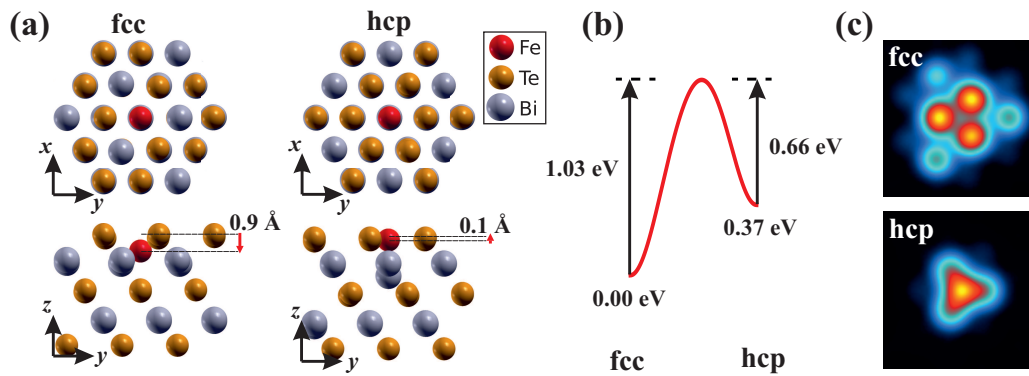 (a)
fcc
hcp
Fe
Te
Bi
x
y
x
y
0.9 Å
0.1 Å
z
y
z
y
(b)
1.03 eV
0.66 eV
0.37 eV
0.00 eV
fcc
hcp
(c)
fcc
hcp